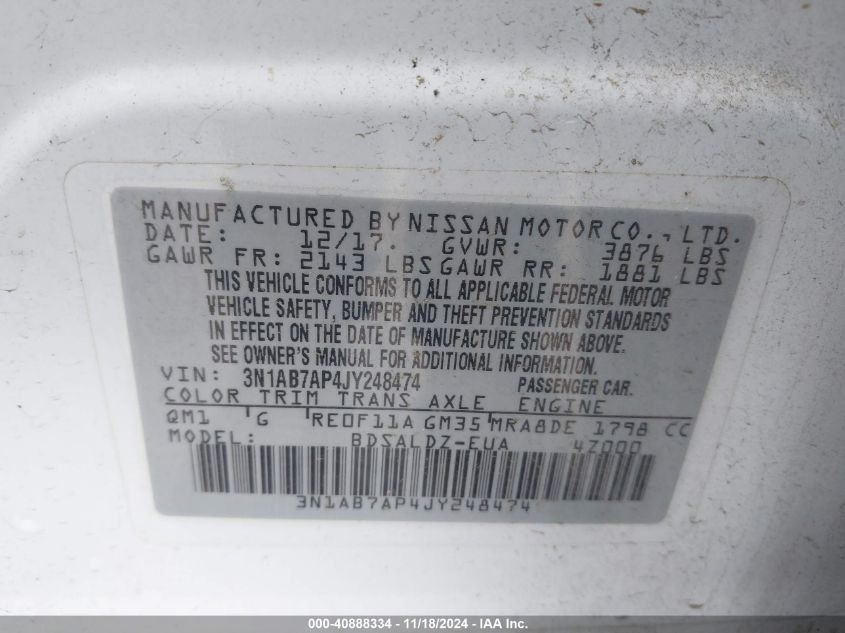 MANUFACTURED BY NISSAN MOTOR CO., LTD.
DATE: 12/17. GVWR: 3876 LBS
GAWR FR: 2143 LBS GAWR RR: 1881 LBS
THIS VEHICLE CONFORMS TO ALL APPLICABLE FEDERAL MOTOR
VEHICLE SAFETY, BUMPER AND THEFT PREVENTION STANDARDS
IN EFFECT ON THE DATE OF MANUFACTURE SHOWN ABOVE.
SEE OWNER'S MANUAL FOR ADDITIONAL INFORMATION.
VIN: 3N1AB7AP4JY248474 PASSENGER CAR.
COLOR TRIM TRANS AXLE ENGINE
QM1 G RE0F11A GM35 MRA8DE 1798 CC
MODEL: BDSALDZ-EUA 4Z000
3N1AB7AP4JY248474
000-40888334 - 11/18/2024 - IAA Inc.